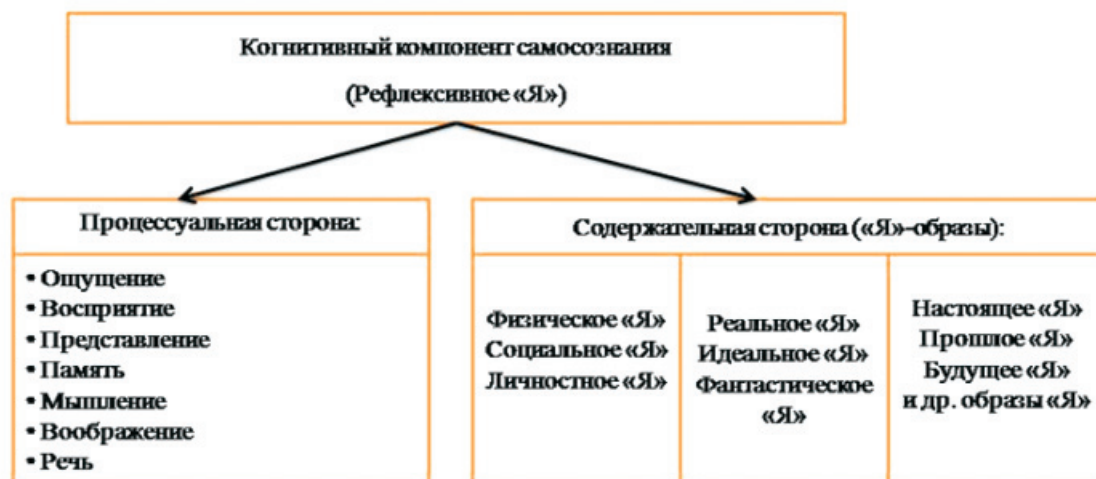 Когнитивный компонент самосознания
(Рефлексивное «Я»)
Процессуальная сторона:
• Ощущение
• Восприятие
• Представление
• Память
• Мышление
• Воображение
• Речь
Содержательная сторона («Я»-образы):
Физическое «Я»
Социальное «Я»
Личностное «Я»
Реальное «Я»
Идеальное «Я»
Фантастическое
«Я»
Настоящее «Я»
Прошлое «Я»
Будущее «Я»
и др. образы «Я»